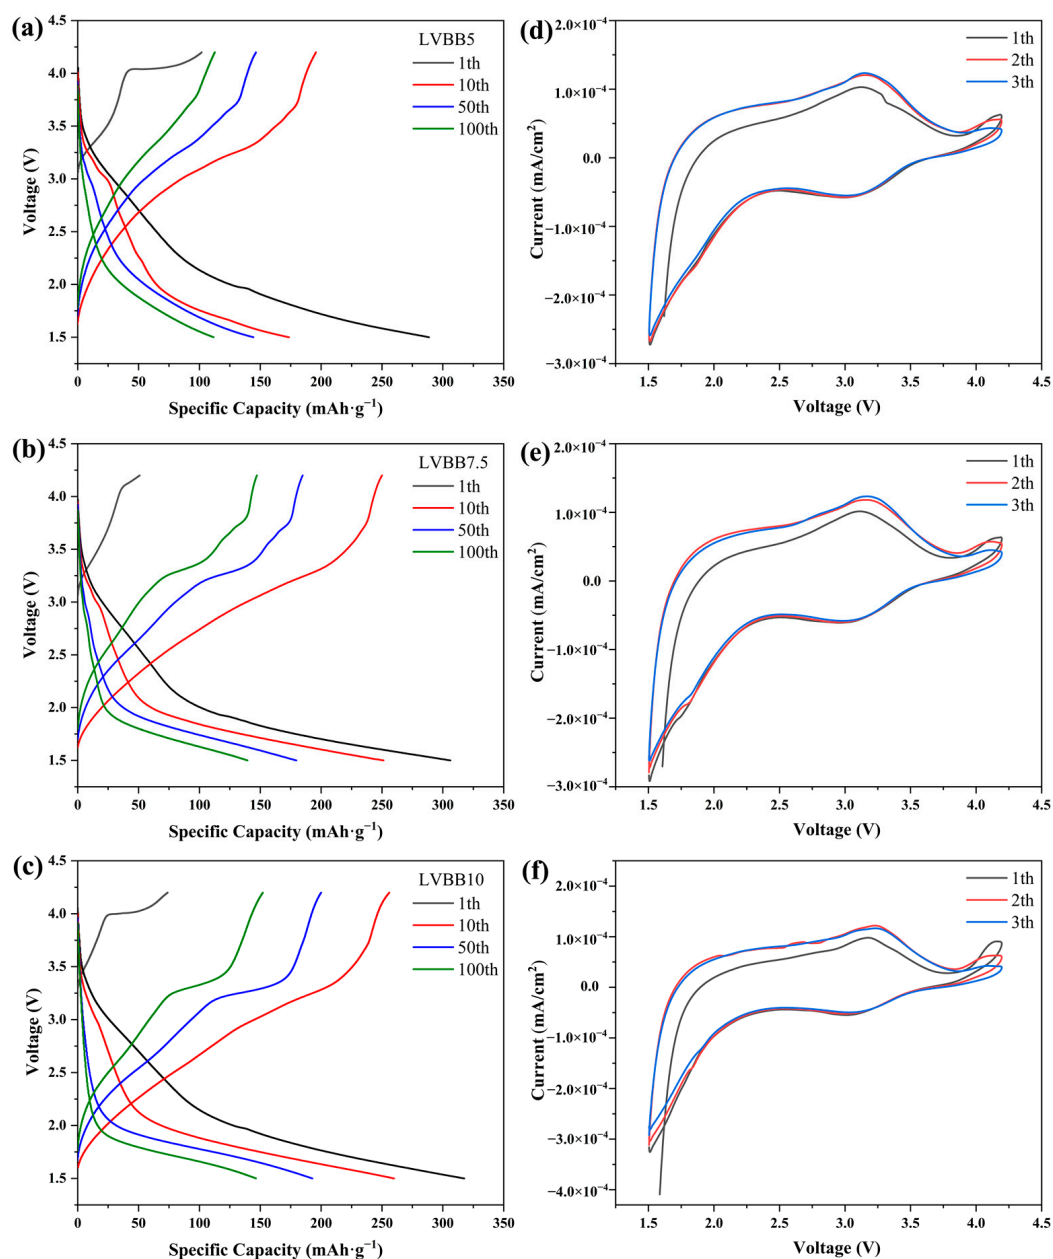 (a)
LVBB5
1th
10th
50th
100th
4.5
4.0
3.5
3.0
2.5
2.0
1.5
Voltage (V)
0 50 100 150 200 250 300 350
Specific Capacity (mAh·g⁻¹)
(d)
1th
2th
3th
2.0×10⁻⁴
1.0×10⁻⁴
0.0
−1.0×10⁻⁴
−2.0×10⁻⁴
−3.0×10⁻⁴
Current (mA/cm²)
1.5 2.0 2.5 3.0 3.5 4.0 4.5
Voltage (V)
(b)
LVBB7.5
1th
10th
50th
100th
4.5
4.0
3.5
3.0
2.5
2.0
1.5
Voltage (V)
0 50 100 150 200 250 300 350
Specific Capacity (mAh·g⁻¹)
(e)
1th
2th
3th
2.0×10⁻⁴
1.0×10⁻⁴
0.0
−1.0×10⁻⁴
−2.0×10⁻⁴
−3.0×10⁻⁴
Current (mA/cm²)
1.5 2.0 2.5 3.0 3.5 4.0 4.5
Voltage (V)
(c)
LVBB10
1th
10th
50th
100th
4.5
4.0
3.5
3.0
2.5
2.0
1.5
Voltage (V)
0 50 100 150 200 250 300 350
Specific Capacity (mAh·g⁻¹)
(f)
1th
2th
3th
2.0×10⁻⁴
1.0×10⁻⁴
0.0
−1.0×10⁻⁴
−2.0×10⁻⁴
−3.0×10⁻⁴
−4.0×10⁻⁴
Current (mA/cm²)
1.5 2.0 2.5 3.0 3.5 4.0 4.5
Voltage (V)